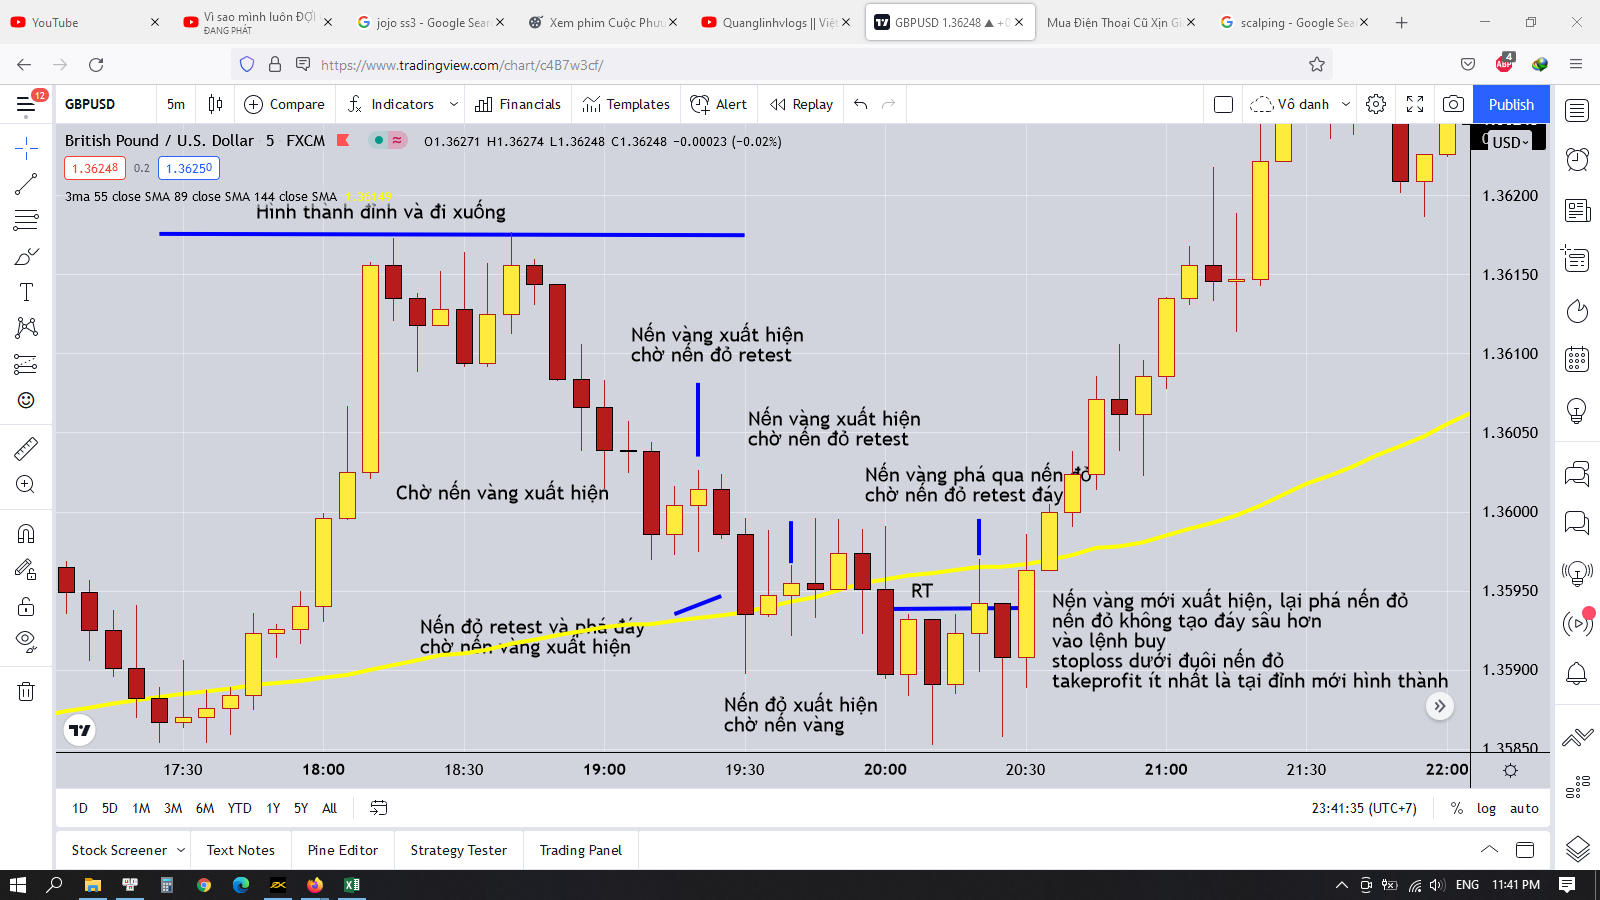 YouTube
Vì sao mình luôn ĐỢI
ĐANG PHÁT
jojo ss3 - Google Sear
Xem phim Cuộc Phưu
Quanglinhvlogs || Việt
GBPUSD 1.36248 ▲ +0
Mua Điện Thoại Cũ Xịn Gi
scalping - Google Sear
https://www.tradingview.com/chart/c4B7w3cf/
ABP
4
12
GBPUSD
5m
Compare
Indicators
Financials
Templates
Alert
Replay
Vô danh
Publish
British Pound / U.S. Dollar 5 FXCM
O1.36271 H1.36274 L1.36248 C1.36248 −0.00023 (−0.02%)
1.36248
0.2
1.36250
USD
3ma 55 close SMA 89 close SMA 144 close SMA 1.36149
Hình thành đỉnh và đi xuống
Nến vàng xuất hiện
chờ nến đỏ retest
Nến vàng xuất hiện
chờ nến đỏ retest
Nến vàng phá qua nến đỏ
chờ nến đỏ retest đáy
Chờ nến vàng xuất hiện
RT
Nến đỏ retest và phá đáy
chờ nến vàng xuất hiện
Nến vàng mới xuất hiện, lại phá nến đỏ
nến đỏ không tạo đáy sâu hơn
vào lệnh buy
stoploss dưới đuôi nến đỏ
takeprofit ít nhất là tại đỉnh mới hình thành
Nến đỏ xuất hiện
chờ nến vàng
1.36200
1.36150
1.36100
1.36050
1.36000
1.35950
1.35900
1.35850
17:30 18:00 18:30 19:00 19:30 20:00 20:30 21:00 21:30 22:00
1D 5D 1M 3M 6M YTD 1Y 5Y All
23:41:35 (UTC+7)
% log auto
Stock Screener
Text Notes
Pine Editor
Strategy Tester
Trading Panel
ENG
11:41 PM